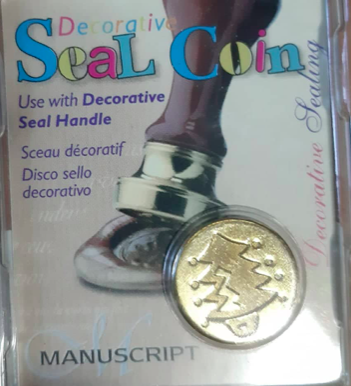 Decorative
SeaL Coin
Use with Decorative
Seal Handle
Sceau décoratif
Disco sello
decorativo
Decorative Sealing
MANUSCRIPT